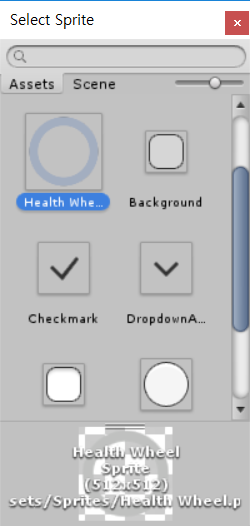 Select Sprite
Assets Scene
Health Whe...
Background
Checkmark
DropdownA...
Health Wheel
Sprite
(512x512)
sets/Sprites/Health Wheel.p